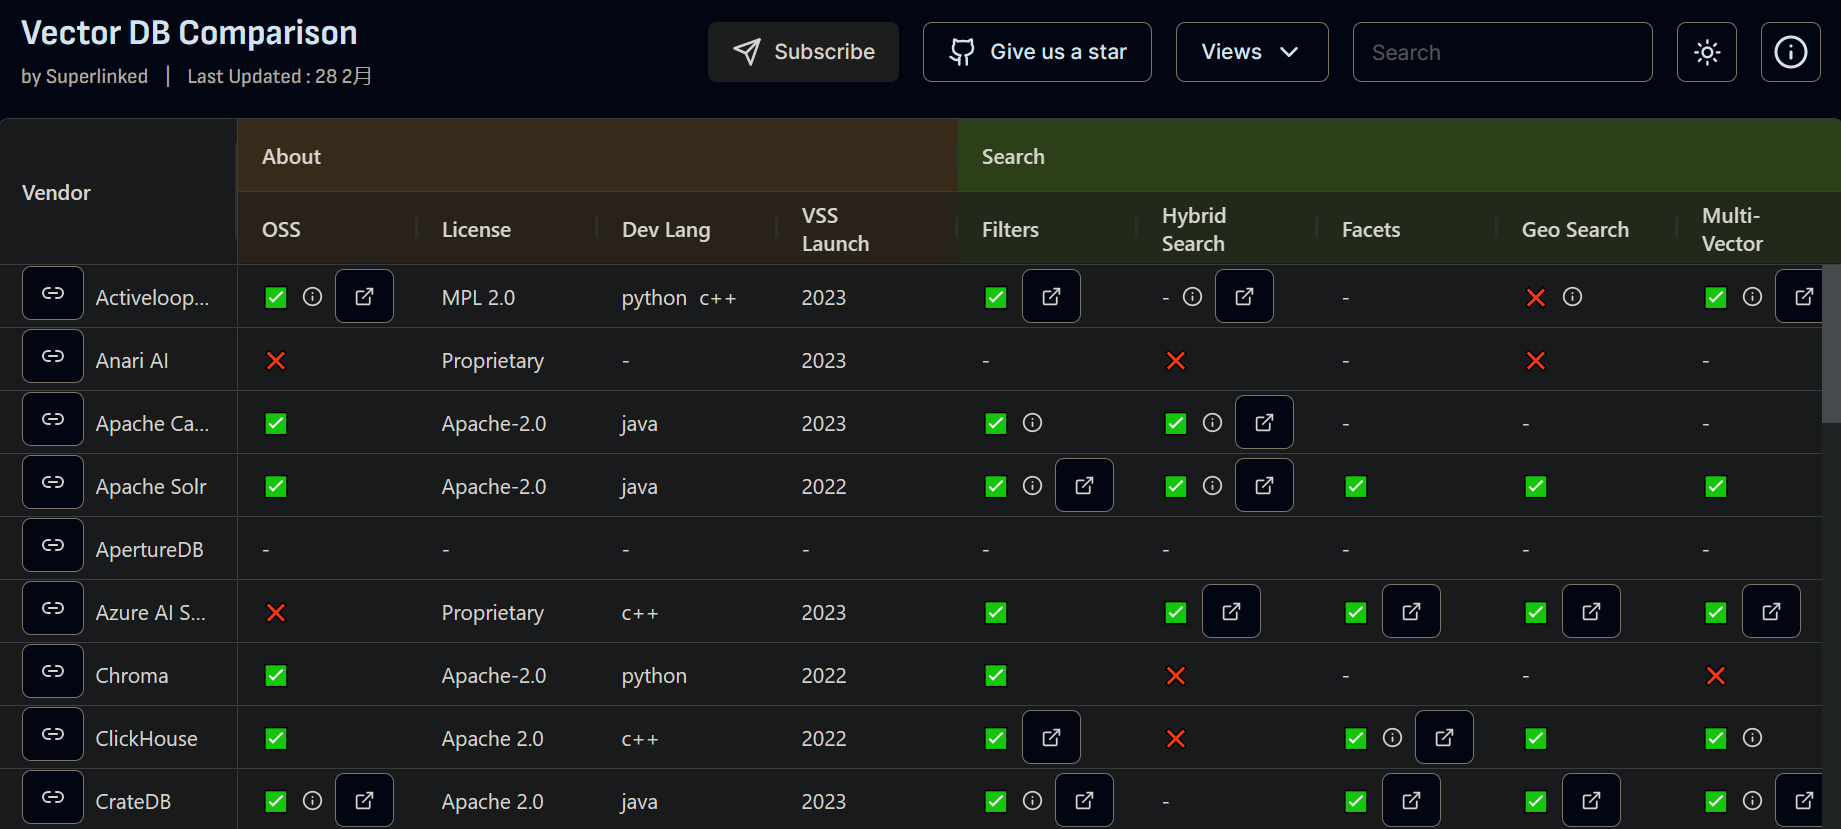 Vector DB Comparison
by Superlinked | Last Updated : 28 2月
Subscribe
Give us a star
Views
Search
Vendor
About
Search
OSS
License
Dev Lang
VSS
Launch
Filters
Hybrid
Search
Facets
Geo Search
Multi-
Vector
Activeloop... ✅ MPL 2.0 python c++ 2023 ✅ - - ❌ ✅
Anari AI ❌ Proprietary - 2023 - ❌ - ❌ -
Apache Ca... ✅ Apache-2.0 java 2023 ✅ ✅ - - -
Apache Solr ✅ Apache-2.0 java 2022 ✅ ✅ ✅ ✅ ✅
ApertureDB - - - - - - - - -
Azure AI S... ❌ Proprietary c++ 2023 ✅ ✅ ✅ ✅ ✅
Chroma ✅ Apache-2.0 python 2022 ✅ ❌ - - ❌
ClickHouse ✅ Apache 2.0 c++ 2022 ✅ ❌ ✅ ✅ ✅
CrateDB ✅ Apache 2.0 java 2023 ✅ - ✅ ✅ ✅